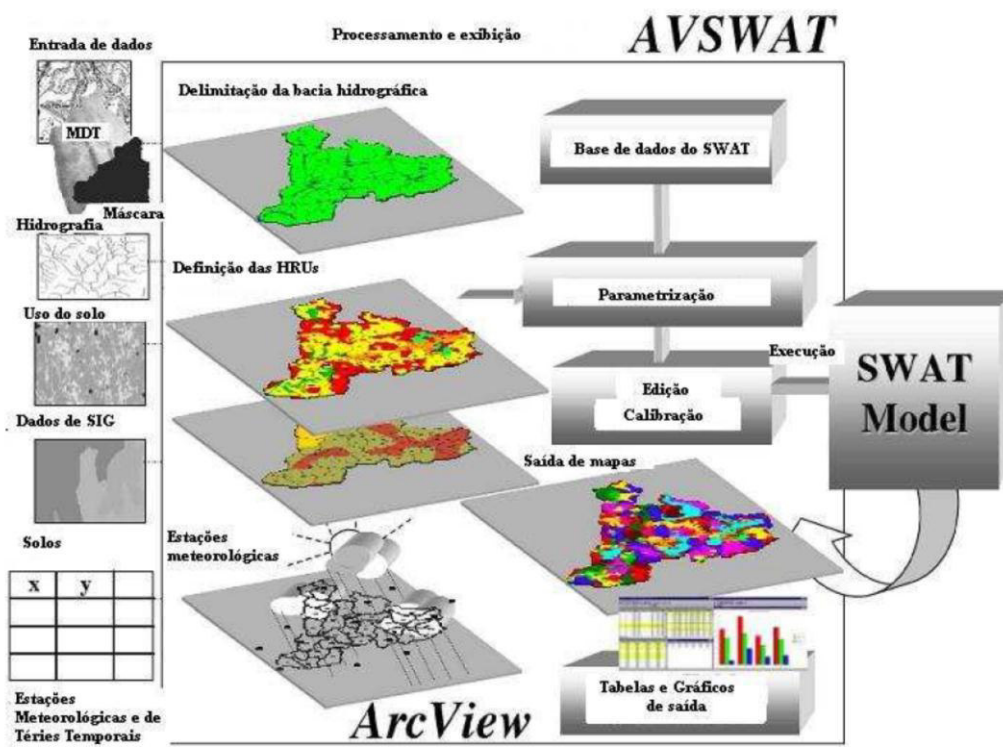 Processamento e exibição
AVSWAT
Entrada de dados
MDT
Máscara
Hidrografia
Uso do solo
Dados de SIG
Solos
x y
Estações
Meteorológicas e de
Téries Temporais
Delimitação da bacia hidrográfica
Definição das HRUs
Estações
meteorológicas
ArcView
Base de dados do SWAT
Parametrização
Edição
Calibração
Execução
SWAT
Model
Saída de mapas
Tabelas e Gráficos
de saída